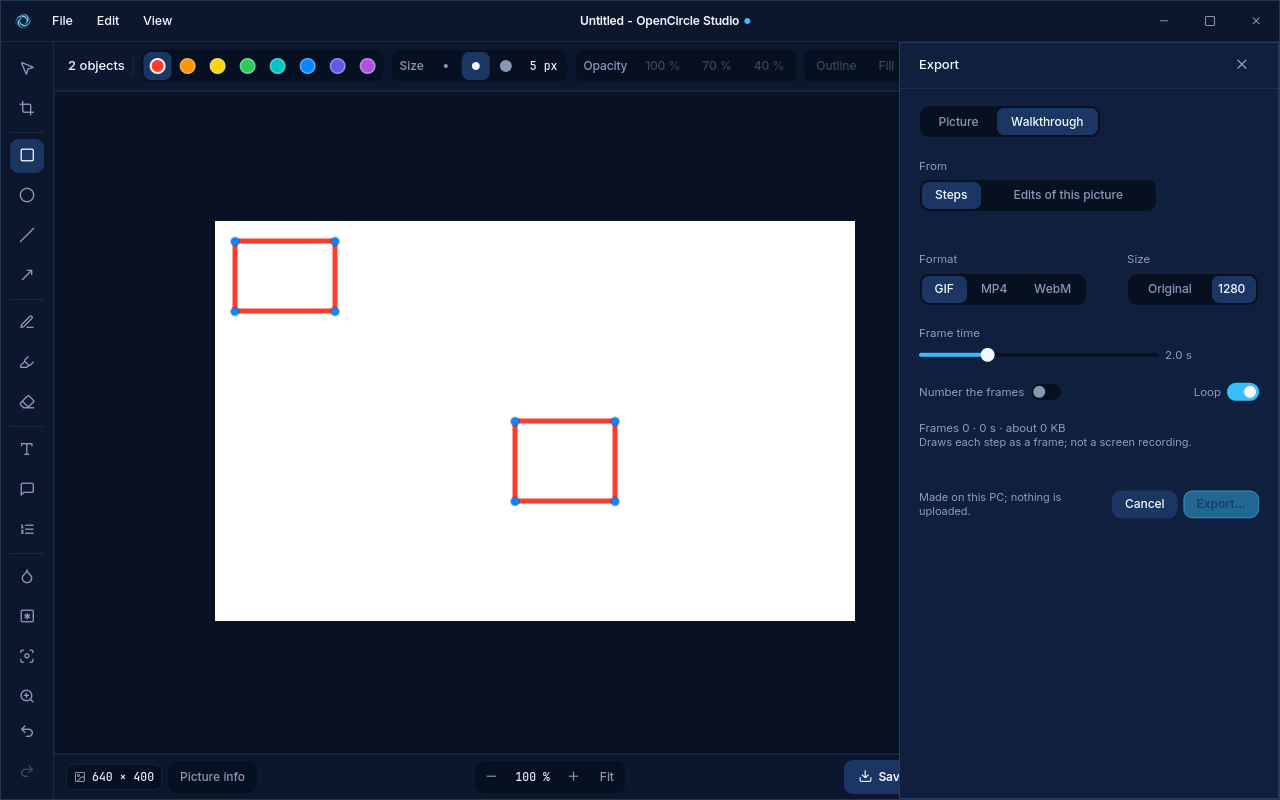 File Edit View
Untitled - OpenCircle Studio
2 objects
Size 5 px
Opacity 100 % 70 % 40 %
Outline Fill
Export
Picture Walkthrough
From
Steps Edits of this picture
Format Size
GIF MP4 WebM Original 1280
Frame time
2.0 s
Number the frames Loop
Frames 0 · 0 s · about 0 KB
Draws each step as a frame; not a screen recording.
Made on this PC; nothing is
uploaded.
Cancel Export...
640 × 400 Picture info
100 % Fit
Sav